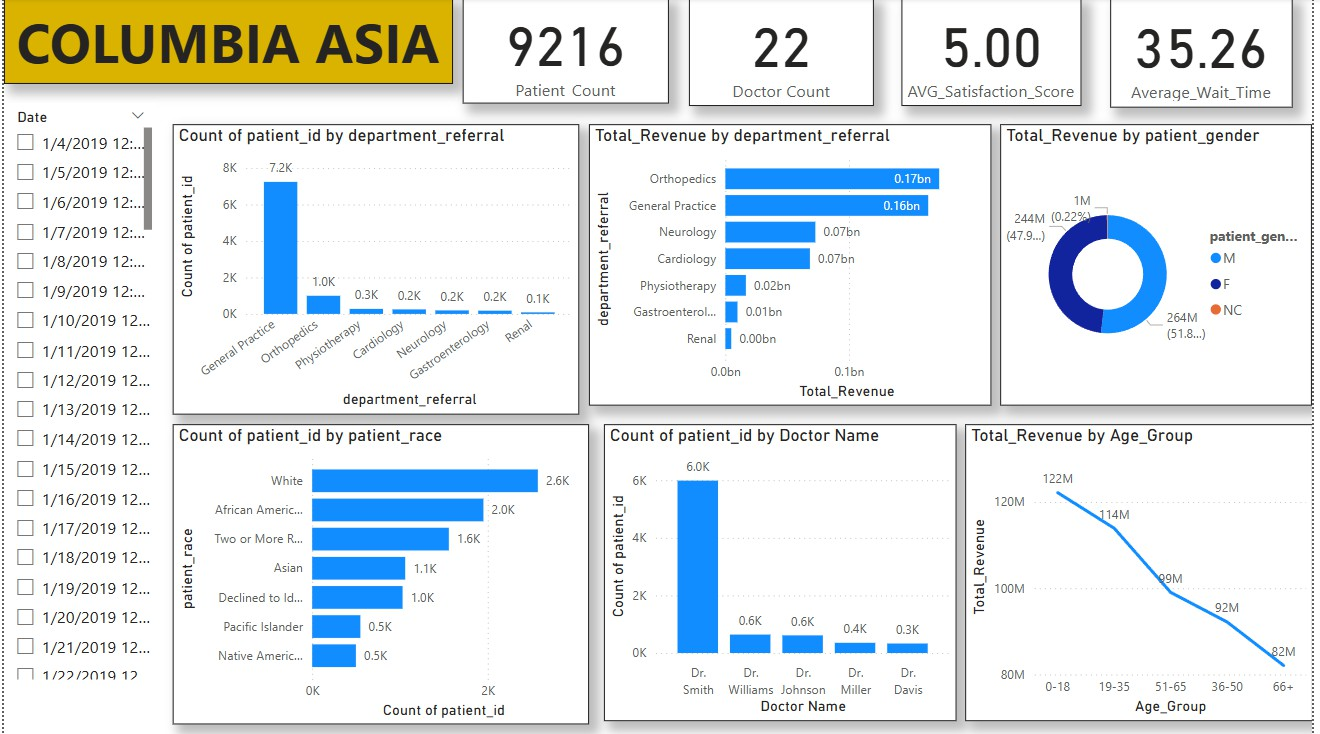 COLUMBIA ASIA
9216
Patient Count
22
Doctor Count
5.00
AVG_Satisfaction_Score
35.26
Average_Wait_Time
Date
1/4/2019 12:...
1/5/2019 12:...
1/6/2019 12:...
1/7/2019 12:...
1/8/2019 12:...
1/9/2019 12:...
1/10/2019 12...
1/11/2019 12...
1/12/2019 12...
1/13/2019 12...
1/14/2019 12...
1/15/2019 12...
1/16/2019 12...
1/17/2019 12...
1/18/2019 12...
1/19/2019 12...
1/20/2019 12...
1/21/2019 12...
1/22/2019 12
Count of patient_id by department_referral
Count of patient_id
8K
6K
4K
2K
0K
7.2K
1.0K
0.3K
0.2K
0.2K
0.2K
0.1K
General Practice
Orthopedics
Physiotherapy
Cardiology
Neurology
Gastroenterology
Renal
department_referral
Total_Revenue by department_referral
department_referral
Orthopedics 0.17bn
General Practice 0.16bn
Neurology 0.07bn
Cardiology 0.07bn
Physiotherapy 0.02bn
Gastroenterol... 0.01bn
Renal 0.00bn
0.0bn 0.1bn
Total_Revenue
Total_Revenue by patient_gender
1M
(0.22%)
244M
(47.9...)
264M
(51.8...)
patient_gen...
M
F
NC
Count of patient_id by patient_race
patient_race
White 2.6K
African Americ... 2.0K
Two or More R... 1.6K
Asian 1.1K
Declined to Id... 1.0K
Pacific Islander 0.5K
Native Americ... 0.5K
0K 2K
Count of patient_id
Count of patient_id by Doctor Name
Count of patient_id
6K
4K
2K
0K
6.0K
0.6K
0.6K
0.4K
0.3K
Dr. Smith
Dr. Williams
Dr. Johnson
Dr. Miller
Dr. Davis
Doctor Name
Total_Revenue by Age_Group
Total_Revenue
120M
100M
80M
122M
114M
99M
92M
82M
0-18 19-35 51-65 36-50 66+
Age_Group